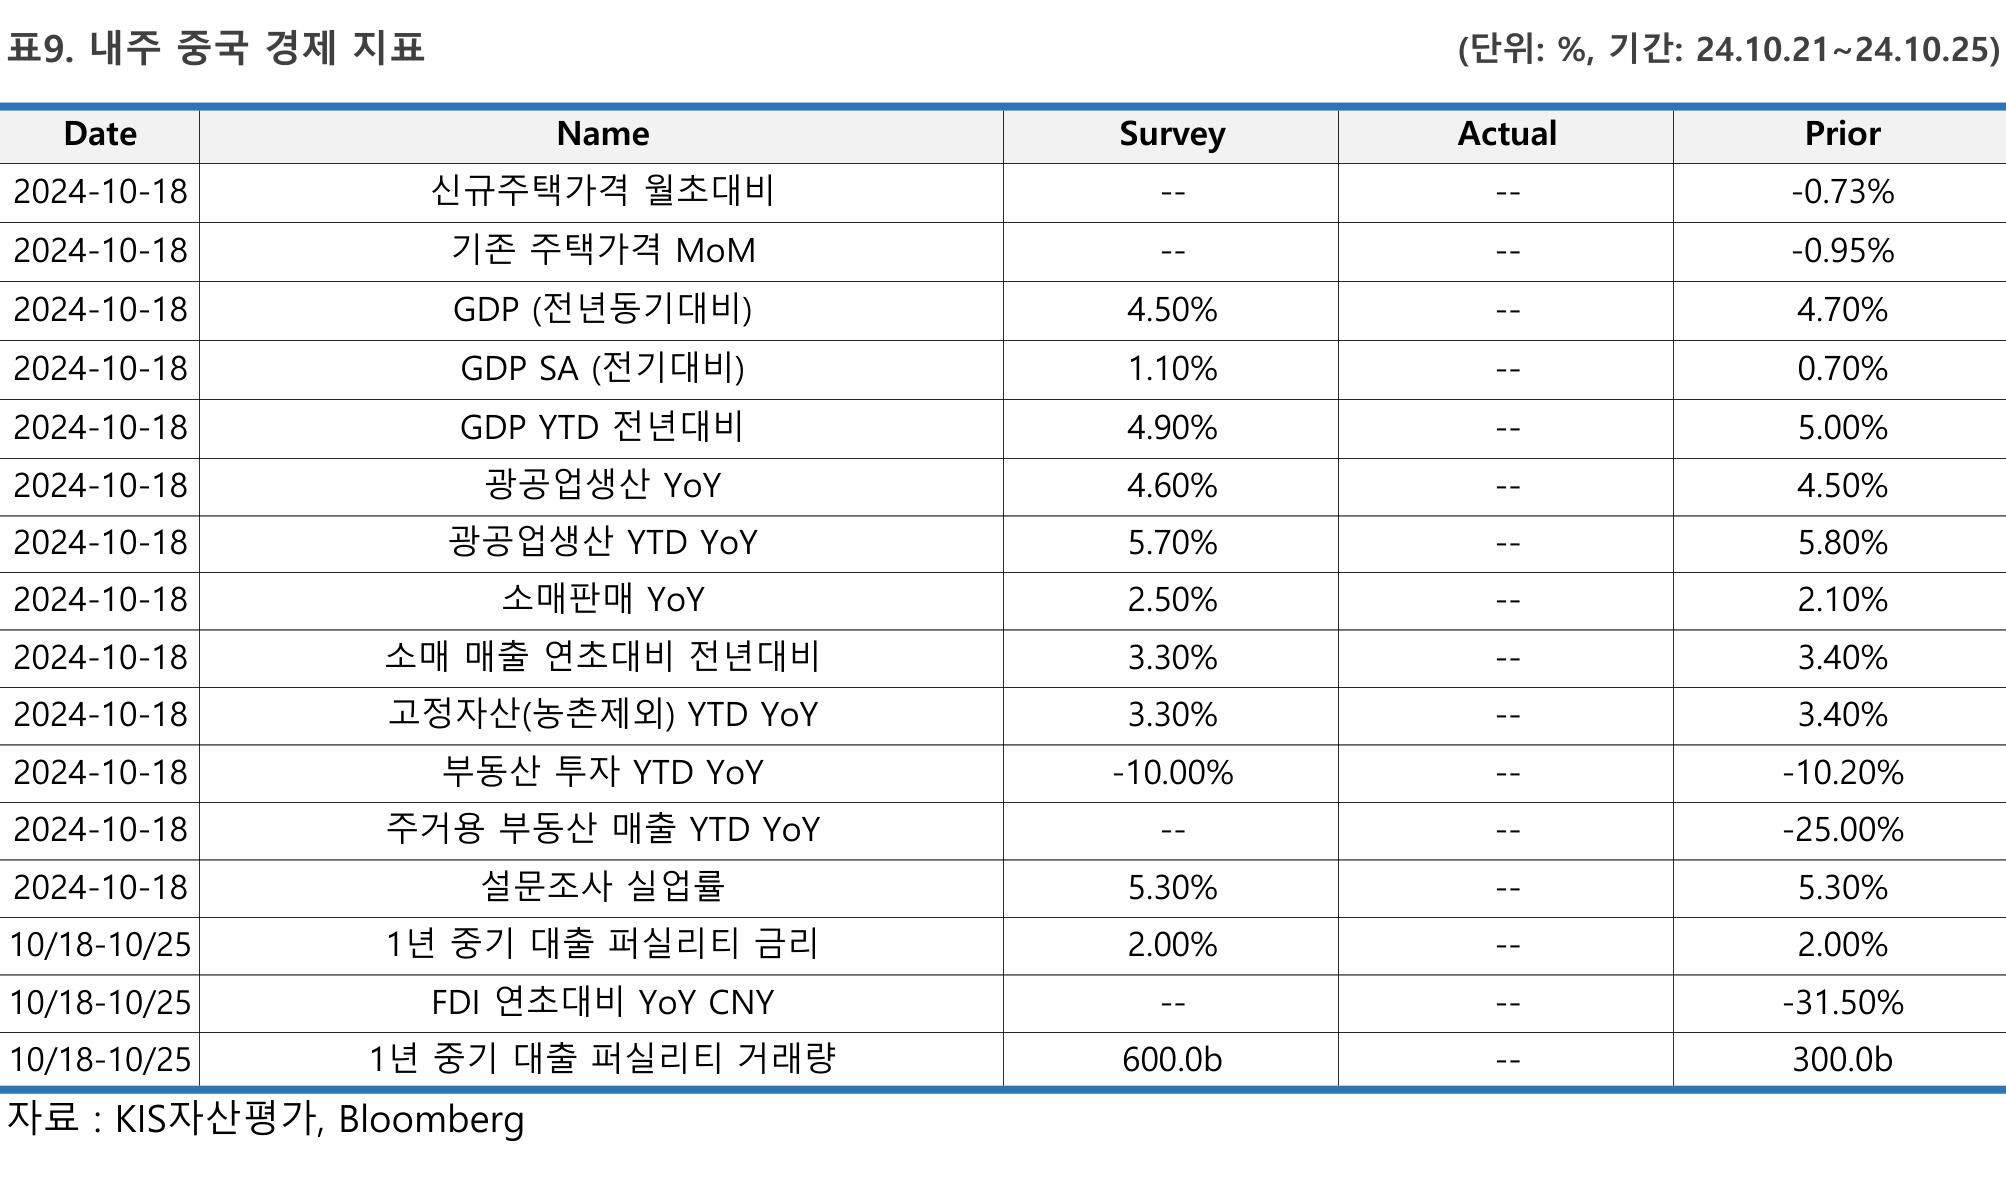 표9. 내주 중국 경제 지표 (단위: %, 기간: 24.10.21~24.10.25)
Date Name Survey Actual Prior
2024-10-18 신규주택가격 월초대비 -- -- -0.73%
2024-10-18 기존 주택가격 MoM -- -- -0.95%
2024-10-18 GDP (전년동기대비) 4.50% -- 4.70%
2024-10-18 GDP SA (전기대비) 1.10% -- 0.70%
2024-10-18 GDP YTD 전년대비 4.90% -- 5.00%
2024-10-18 광공업생산 YoY 4.60% -- 4.50%
2024-10-18 광공업생산 YTD YoY 5.70% -- 5.80%
2024-10-18 소매판매 YoY 2.50% -- 2.10%
2024-10-18 소매 매출 연초대비 전년대비 3.30% -- 3.40%
2024-10-18 고정자산(농촌제외) YTD YoY 3.30% -- 3.40%
2024-10-18 부동산 투자 YTD YoY -10.00% -- -10.20%
2024-10-18 주거용 부동산 매출 YTD YoY -- -- -25.00%
2024-10-18 설문조사 실업률 5.30% -- 5.30%
10/18-10/25 1년 중기 대출 퍼실리티 금리 2.00% -- 2.00%
10/18-10/25 FDI 연초대비 YoY CNY -- -- -31.50%
10/18-10/25 1년 중기 대출 퍼실리티 거래량 600.0b -- 300.0b
자료 : KIS자산평가, Bloomberg